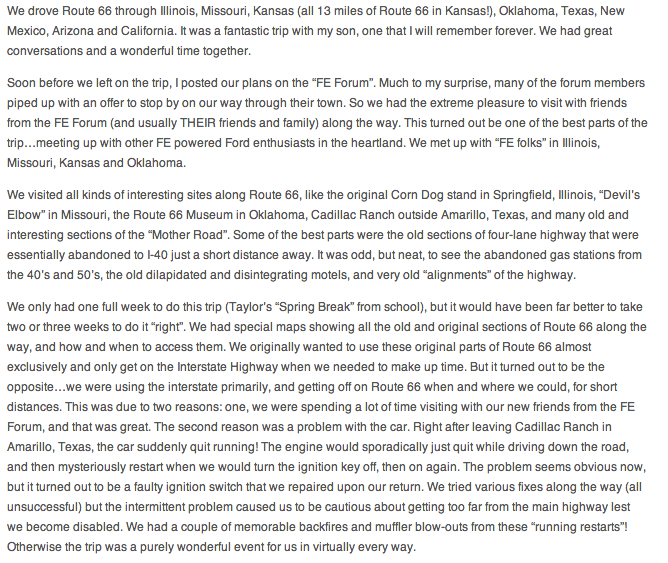 We drove Route 66 through Illinois, Missouri, Kansas (all 13 miles of Route 66 in Kansas!), Oklahoma, Texas, New
Mexico, Arizona and California. It was a fantastic trip with my son, one that I will remember forever. We had great
conversations and a wonderful time together.
Soon before we left on the trip, I posted our plans on the “FE Forum”. Much to my surprise, many of the forum members
piped up with an offer to stop by on our way through their town. So we had the extreme pleasure to visit with friends
from the FE Forum (and usually THEIR friends and family) along the way. This turned out be one of the best parts of the
trip…meeting up with other FE powered Ford enthusiasts in the heartland. We met up with “FE folks” in Illinois,
Missouri, Kansas and Oklahoma.
We visited all kinds of interesting sites along Route 66, like the original Corn Dog stand in Springfield, Illinois, “Devil’s
Elbow” in Missouri, the Route 66 Museum in Oklahoma, Cadillac Ranch outside Amarillo, Texas, and many old and
interesting sections of the “Mother Road”. Some of the best parts were the old sections of four-lane highway that were
essentially abandoned to I-40 just a short distance away. It was odd, but neat, to see the abandoned gas stations from
the 40’s and 50’s, the old dilapidated and disintegrating motels, and very old “alignments” of the highway.
We only had one full week to do this trip (Taylor’s “Spring Break” from school), but it would have been far better to take
two or three weeks to do it “right”. We had special maps showing all the old and original sections of Route 66 along the
way, and how and when to access them. We originally wanted to use these original parts of Route 66 almost
exclusively and only get on the Interstate Highway when we needed to make up time. But it turned out to be the
opposite…we were using the interstate primarily, and getting off on Route 66 when and where we could, for short
distances. This was due to two reasons: one, we were spending a lot of time visiting with our new friends from the FE
Forum, and that was great. The second reason was a problem with the car. Right after leaving Cadillac Ranch in
Amarillo, Texas, the car suddenly quit running! The engine would sporadically just quit while driving down the road,
and then mysteriously restart when we would turn the ignition key off, then on again. The problem seems obvious now,
but it turned out to be a faulty ignition switch that we repaired upon our return. We tried various fixes along the way (all
unsuccessful) but the intermittent problem caused us to be cautious about getting too far from the main highway lest
we become disabled. We had a couple of memorable backfires and muffler blow-outs from these “running restarts”!
Otherwise the trip was a purely wonderful event for us in virtually every way.